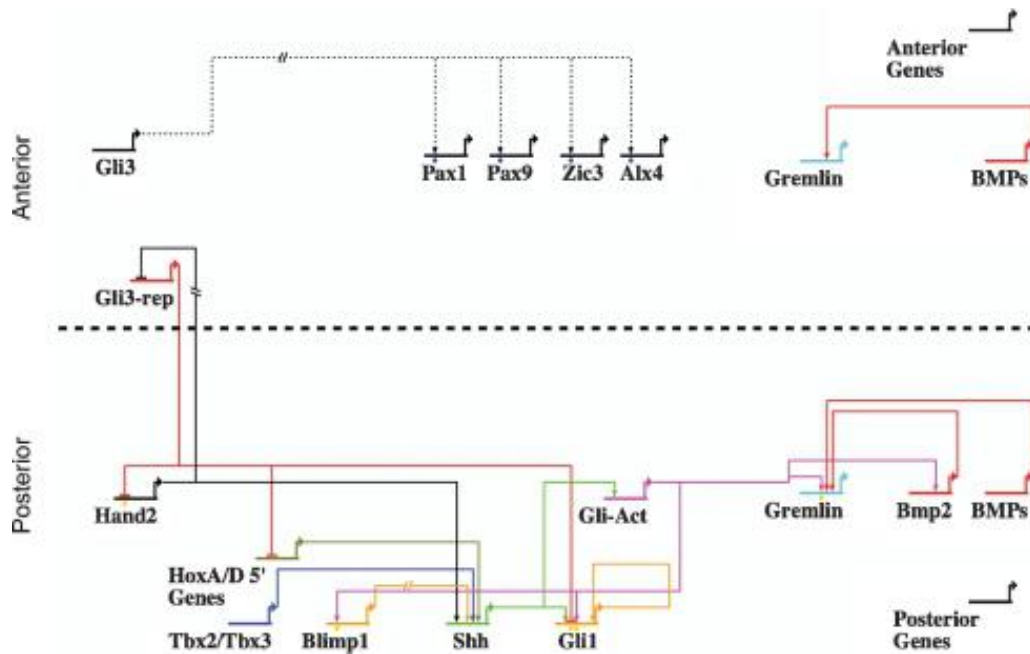 Anterior
Genes
Anterior
Gli3
Pax1
Pax9
Zic3
Alx4
Gremlin
BMPs
Gli3-rep
Posterior
Hand2
Gli-Act
Gremlin
Bmp2
BMPs
HoxA/D 5'
Genes
Tbx2/Tbx3
Blimp1
Shh
Gli1
Posterior
Genes